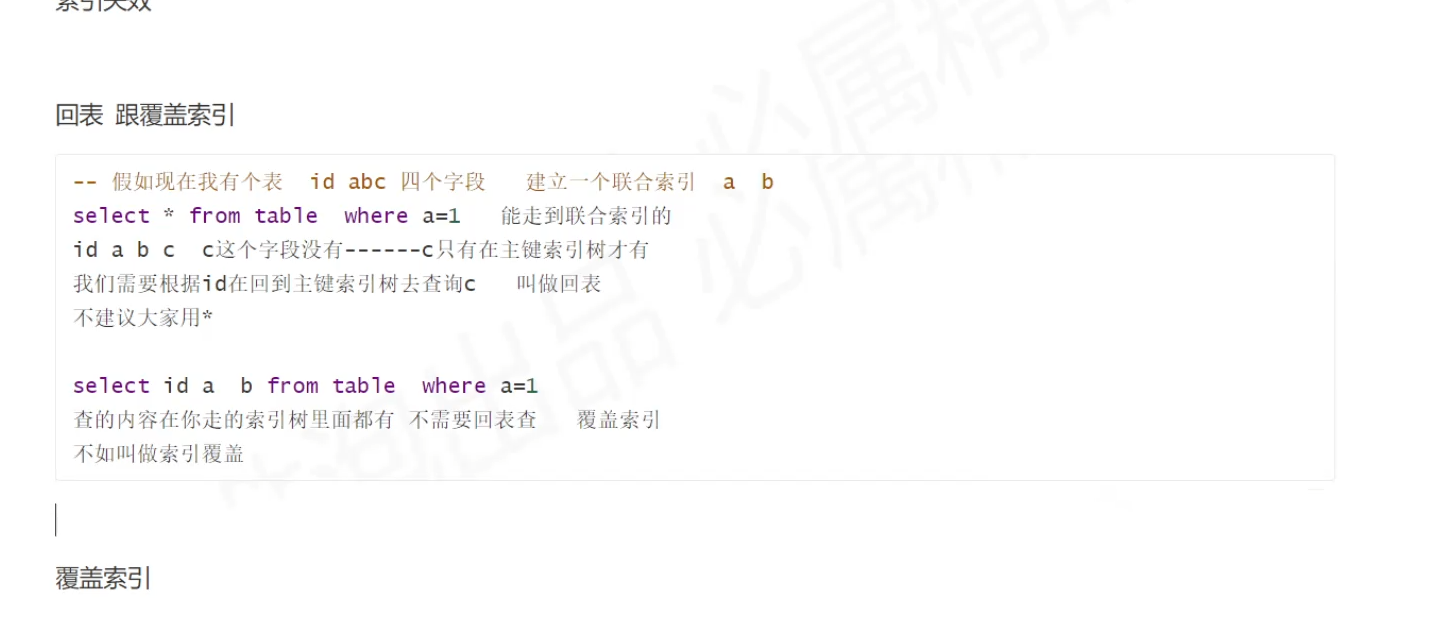 索引失效
回表 跟覆盖索引
-- 假如现在我有个表 id abc 四个字段 建立一个联合索引 a b
select * from table where a=1 能走到联合索引的
id a b c c这个字段没有------c只有在主键索引树才有
我们需要根据id在回到主键索引树去查询c 叫做回表
不建议大家用*
select id a b from table where a=1
查的内容在你走的索引树里面都有 不需要回表查 覆盖索引
不如叫做索引覆盖
覆盖索引